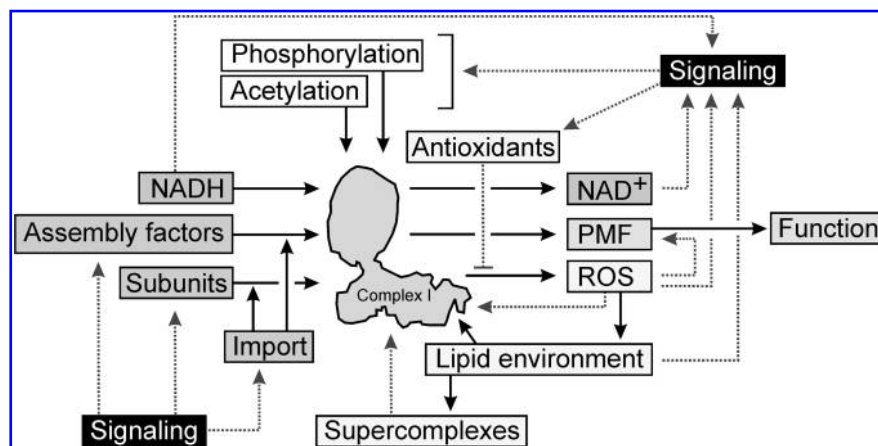 Phosphorylation
Signaling
Acetylation
Antioxidants
NADH
NAD+
Assembly factors
PMF
Function
Subunits
ROS
Complex I
Import
Lipid environment
Signaling
Supercomplexes